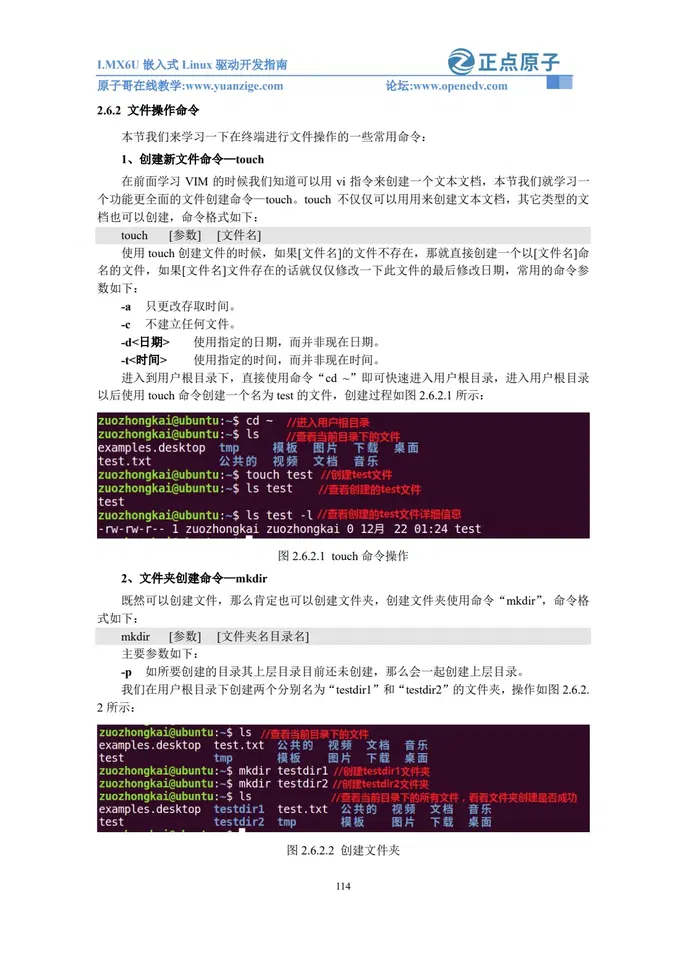 I.MX6U 嵌入式 Linux 驱动开发指南
正点原子
原子哥在线教学:www.yuanzige.com 论坛:www.openedv.com
2.6.2 文件操作命令
本节我们来学习一下在终端进行文件操作的一些常用命令：
1、创建新文件命令—touch
在前面学习 VIM 的时候我们知道可以用 vi 指令来创建一个文本文档，本节我们就学习一
个功能更全面的文件创建命令—touch。touch 不仅仅可以用用来创建文本文档，其它类型的文
档也可以创建，命令格式如下：
touch [参数] [文件名]
使用 touch 创建文件的时候，如果[文件名]的文件不存在，那就直接创建一个以[文件名]命
名的文件，如果[文件名]文件存在的话就仅仅修改一下此文件的最后修改日期，常用的命令参
数如下：
-a 只更改存取时间。
-c 不建立任何文件。
-d<日期> 使用指定的日期，而并非现在日期。
-t<时间> 使用指定的时间，而并非现在时间。
进入到用户根目录下，直接使用命令“cd ~”即可快速进入用户根目录，进入用户根目录
以后使用 touch 命令创建一个名为 test 的文件，创建过程如图 2.6.2.1 所示：
zuozhongkai@ubuntu:~$ cd ~ //进入用户根目录
zuozhongkai@ubuntu:~$ ls //查看当前目录下的文件
examples.desktop tmp 模板 图片 下载 桌面
test.txt 公共的 视频 文档 音乐
zuozhongkai@ubuntu:~$ touch test //创建test文件
zuozhongkai@ubuntu:~$ ls test //查看创建的test文件
test
zuozhongkai@ubuntu:~$ ls test -l //查看创建的test文件详细信息
-rw-rw-r-- 1 zuozhongkai zuozhongkai 0 12月 22 01:24 test
图 2.6.2.1 touch 命令操作
2、文件夹创建命令—mkdir
既然可以创建文件，那么肯定也可以创建文件夹，创建文件夹使用命令“mkdir”，命令格
式如下：
mkdir [参数] [文件夹名目录名]
主要参数如下：
-p 如所要创建的目录其上层目录目前还未创建，那么会一起创建上层目录。
我们在用户根目录下创建两个分别名为“testdir1”和“testdir2”的文件夹，操作如图 2.6.2.
2 所示：
zuozhongkai@ubuntu:~$ ls //查看当前目录下的文件
examples.desktop test.txt 公共的 视频 文档 音乐
test tmp 模板 图片 下载 桌面
zuozhongkai@ubuntu:~$ mkdir testdir1 //创建testdir1文件夹
zuozhongkai@ubuntu:~$ mkdir testdir2 //创建testdir2文件夹
zuozhongkai@ubuntu:~$ ls //查看当前目录下的所有文件，看看文件夹创建是否成功
examples.desktop testdir1 test.txt 公共的 视频 文档 音乐
test testdir2 tmp 模板 图片 下载 桌面
图 2.6.2.2 创建文件夹
114